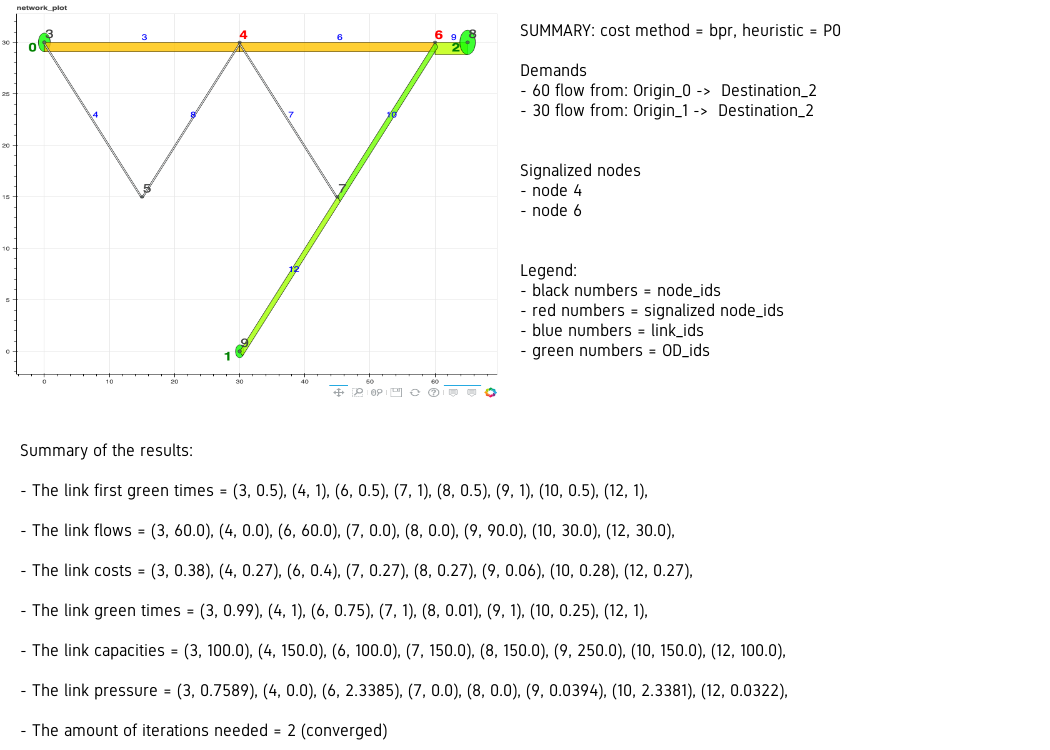 network_plot
SUMMARY: cost method = bpr, heuristic = P0
Demands
- 60 flow from: Origin_0 -> Destination_2
- 30 flow from: Origin_1 -> Destination_2
Signalized nodes
- node 4
- node 6
Legend:
- black numbers = node_ids
- red numbers = signalized node_ids
- blue numbers = link_ids
- green numbers = OD_ids
30
25
20
15
10
5
0
0
10
20
30
40
50
60
3
0
3
4
6
6
9
2
8
4
8
7
10
5
7
12
9
1
Summary of the results:
- The link first green times = (3, 0.5), (4, 1), (6, 0.5), (7, 1), (8, 0.5), (9, 1), (10, 0.5), (12, 1),
- The link flows = (3, 60.0), (4, 0.0), (6, 60.0), (7, 0.0), (8, 0.0), (9, 90.0), (10, 30.0), (12, 30.0),
- The link costs = (3, 0.38), (4, 0.27), (6, 0.4), (7, 0.27), (8, 0.27), (9, 0.06), (10, 0.28), (12, 0.27),
- The link green times = (3, 0.99), (4, 1), (6, 0.75), (7, 1), (8, 0.01), (9, 1), (10, 0.25), (12, 1),
- The link capacities = (3, 100.0), (4, 150.0), (6, 100.0), (7, 150.0), (8, 150.0), (9, 250.0), (10, 150.0), (12, 100.0),
- The link pressure = (3, 0.7589), (4, 0.0), (6, 2.3385), (7, 0.0), (8, 0.0), (9, 0.0394), (10, 2.3381), (12, 0.0322),
- The amount of iterations needed = 2 (converged)